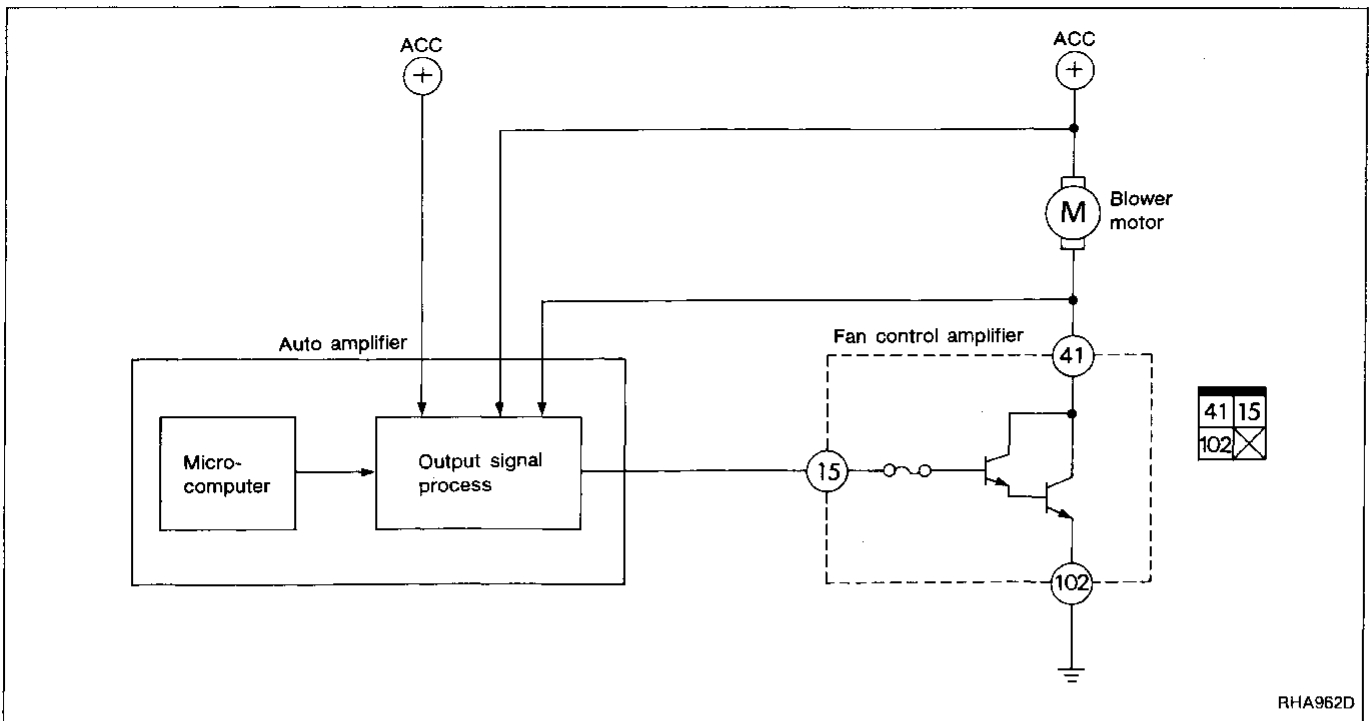 ACC
+
ACC
+
M
Blower
motor
Auto amplifier
Fan control amplifier
41
Micro-
computer
Output signal
process
15
102
41 15
102
RHA962D